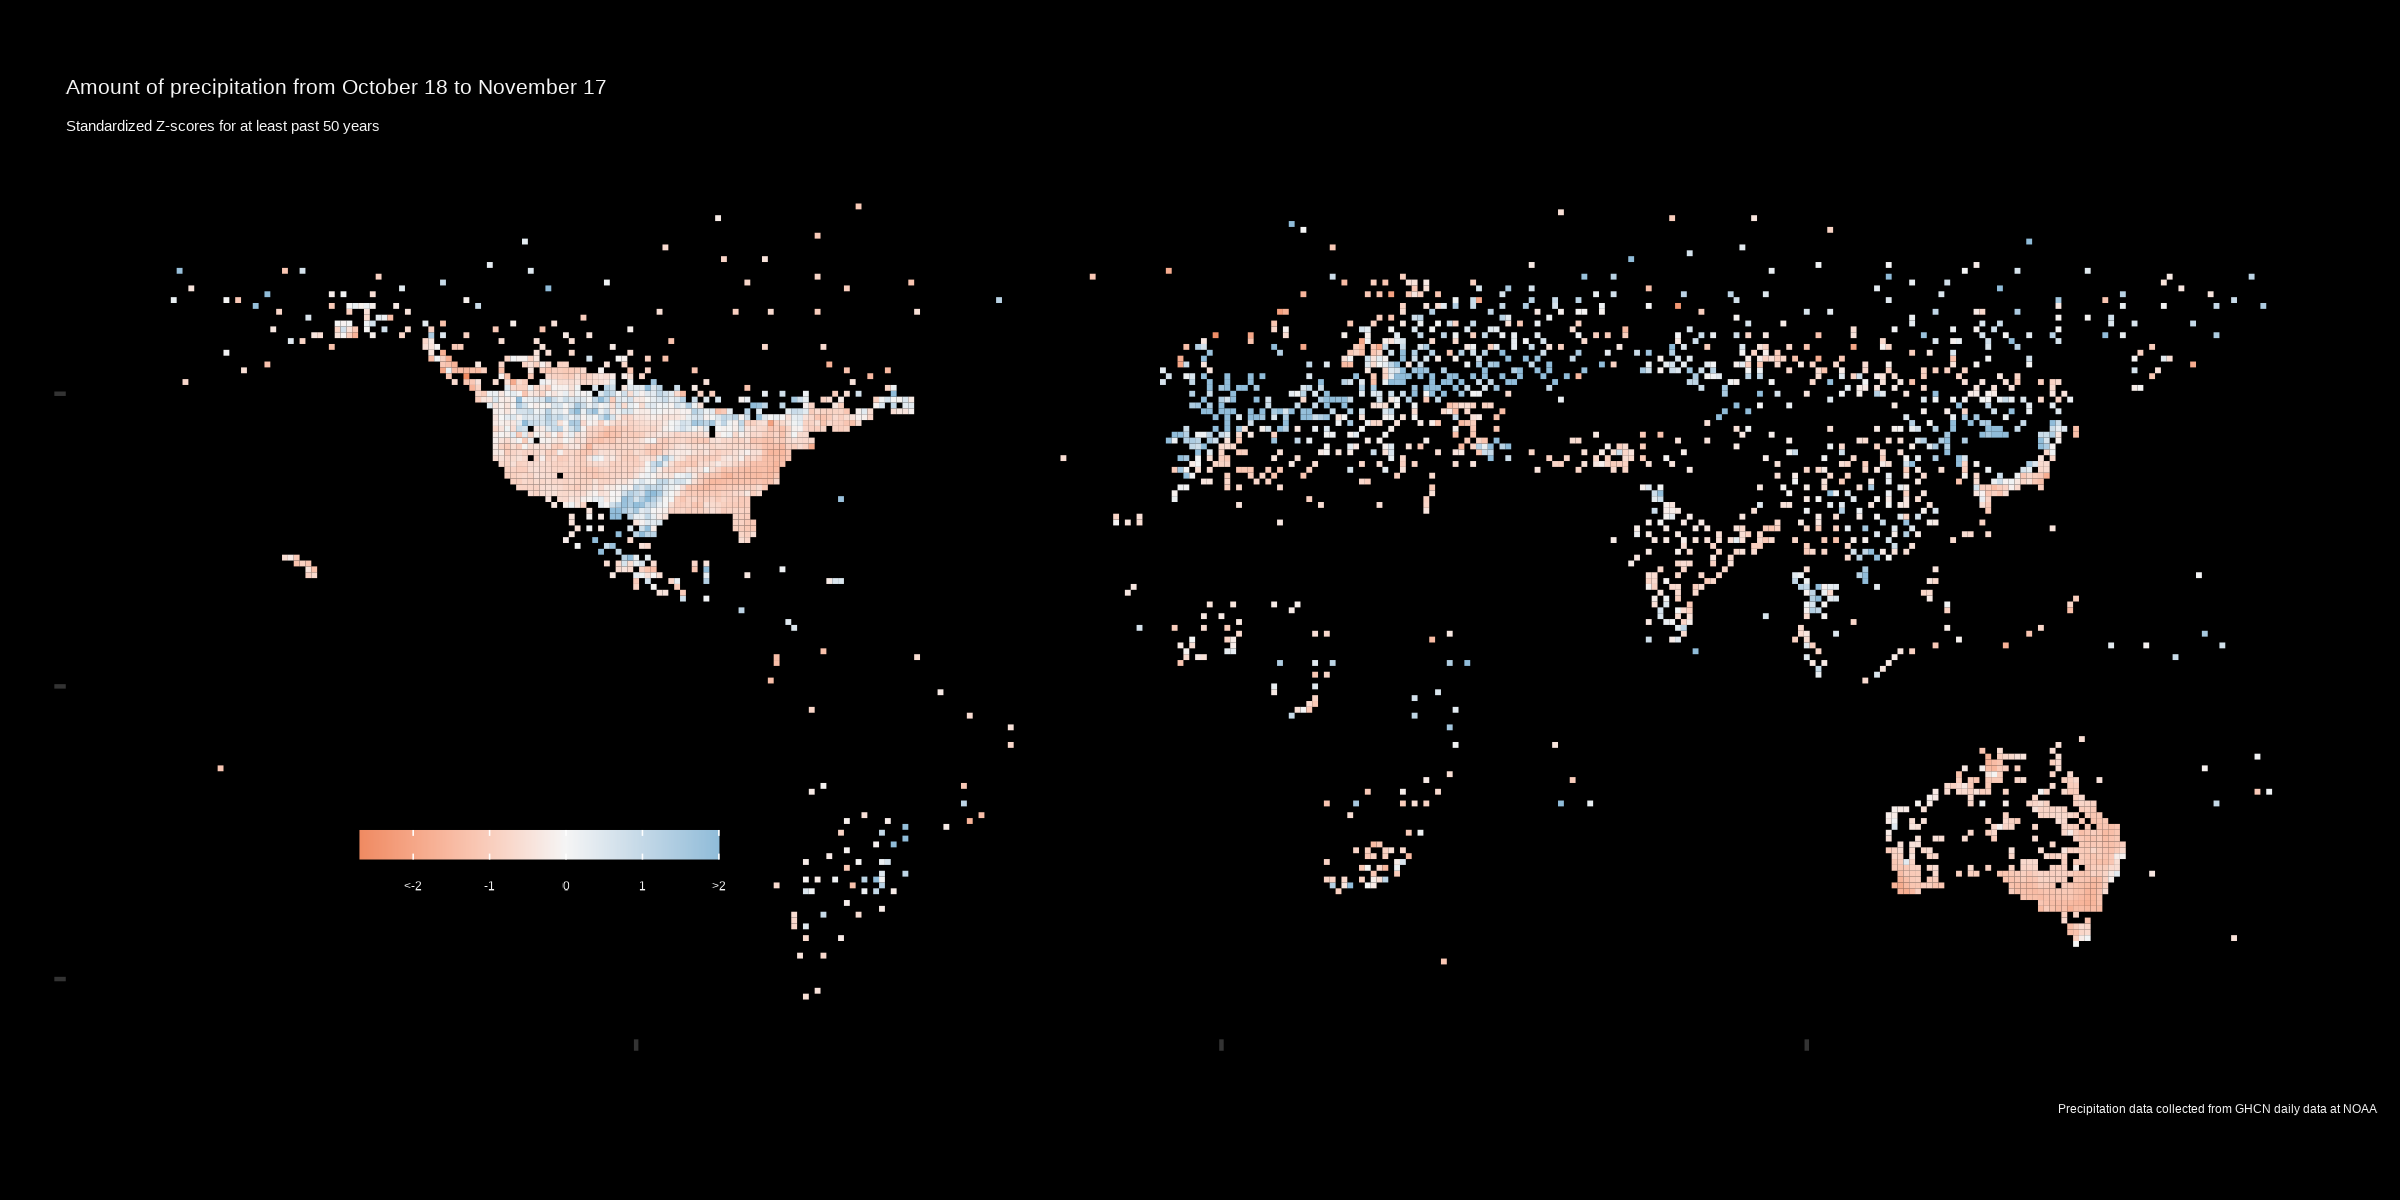 Amount of precipitation from October 18 to November 17
Standardized Z-scores for at least past 50 years
<-2 -1 0 1 >2
Precipitation data collected from GHCN daily data at NOAA